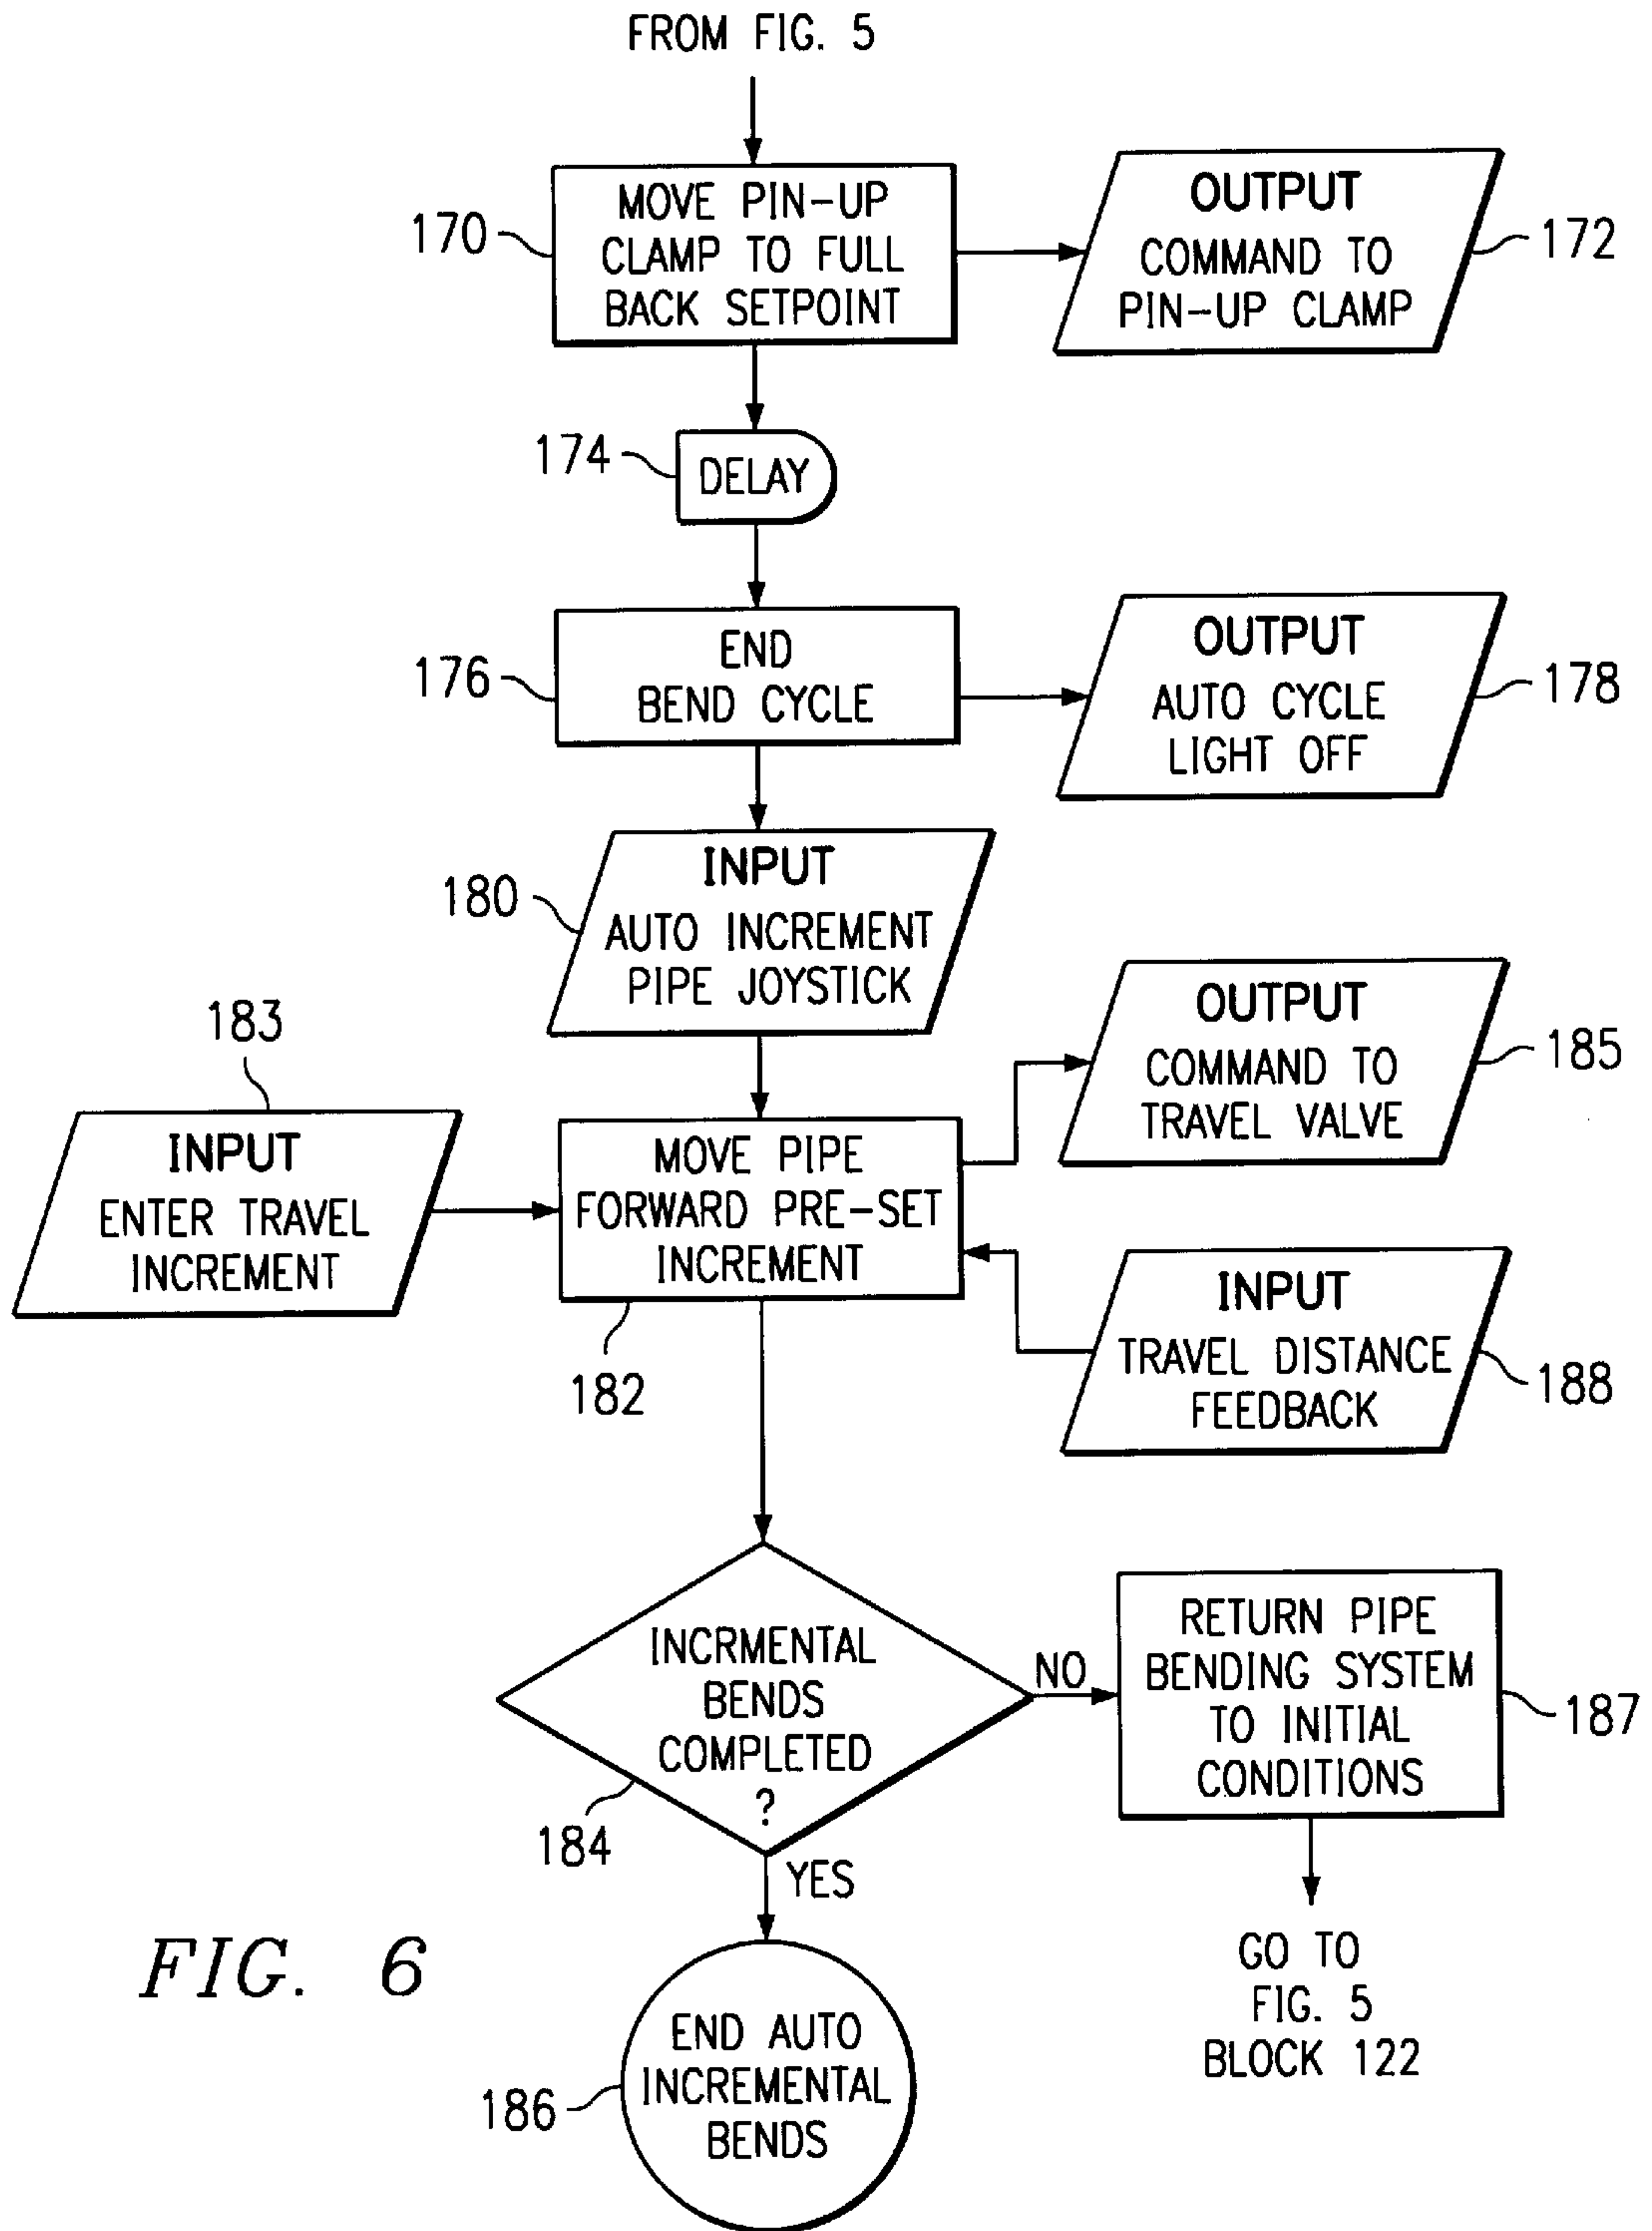 FROM FIG. 5
170
MOVE PIN-UP
CLAMP TO FULL
BACK SETPOINT
OUTPUT
COMMAND TO
PIN-UP CLAMP
172
174
DELAY
176
END
BEND CYCLE
OUTPUT
AUTO CYCLE
LIGHT OFF
178
180
INPUT
AUTO INCREMENT
PIPE JOYSTICK
183
INPUT
ENTER TRAVEL
INCREMENT
MOVE PIPE
FORWARD PRE-SET
INCREMENT
182
OUTPUT
COMMAND TO
TRAVEL VALVE
185
INPUT
TRAVEL DISTANCE
FEEDBACK
188
INCRMENTAL
BENDS
COMPLETED
?
184
NO
RETURN PIPE
BENDING SYSTEM
TO INITIAL
CONDITIONS
187
YES
GO TO
FIG. 5
BLOCK 122
END AUTO
INCREMENTAL
BENDS
186
FIG. 6